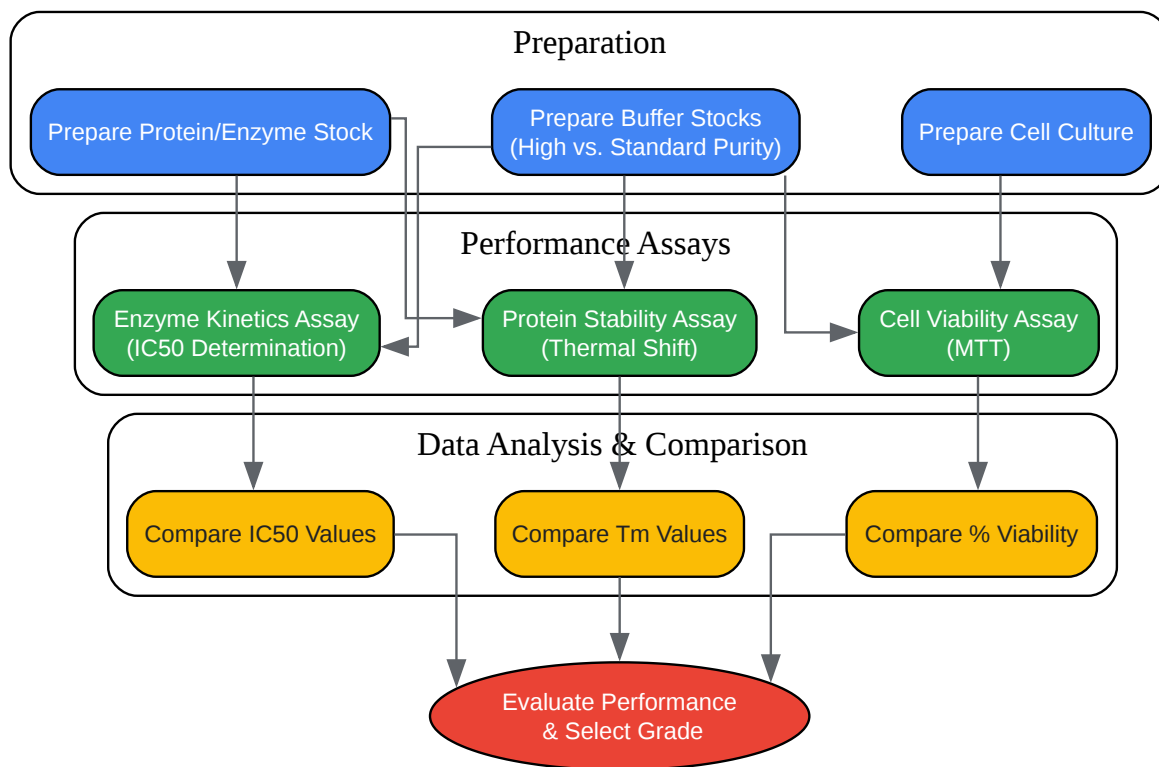 Preparation
Prepare Protein/Enzyme Stock
Prepare Buffer Stocks
(High vs. Standard Purity)
Prepare Cell Culture
Performance Assays
Enzyme Kinetics Assay
(IC50 Determination)
Protein Stability Assay
(Thermal Shift)
Cell Viability Assay
(MTT)
Data Analysis & Comparison
Compare IC50 Values
Compare Tm Values
Compare % Viability
Evaluate Performance
& Select Grade